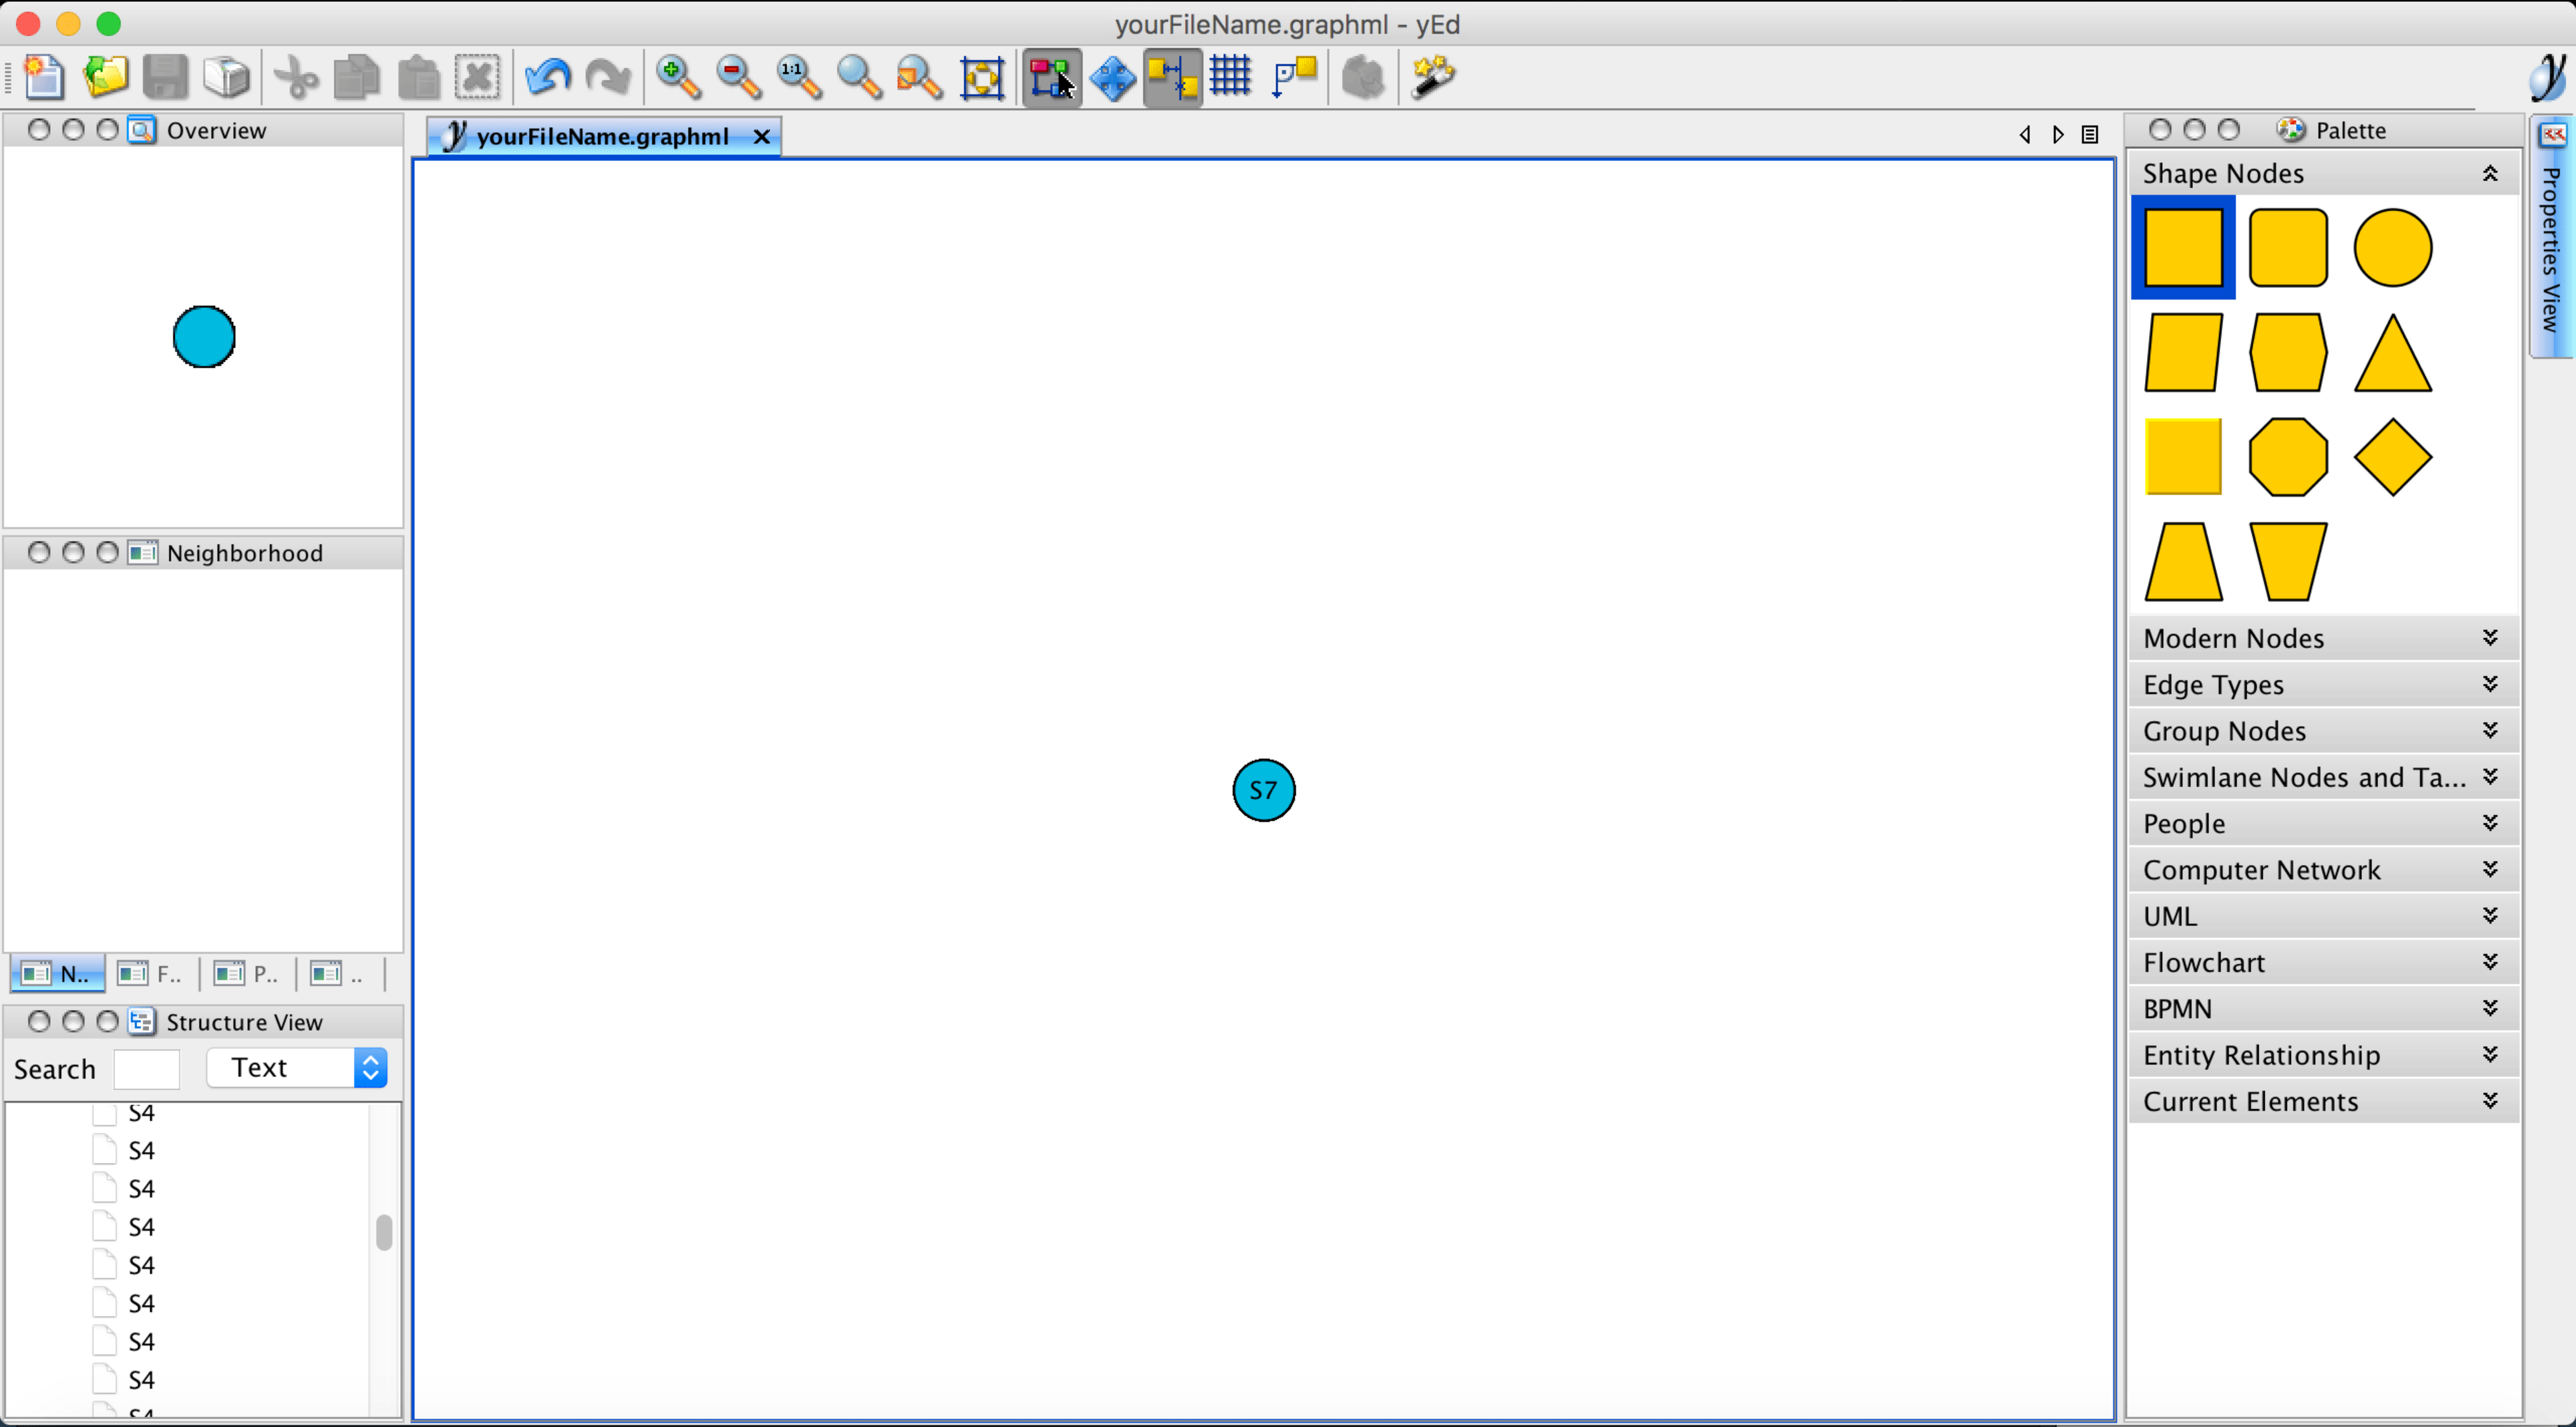 yourFileName.graphml - yEd
1:1
Overview
yourFileName.graphml
Palette
Properties View
Shape Nodes
Neighborhood
Modern Nodes
Edge Types
Group Nodes
Swimlane Nodes and Ta...
S7
People
Computer Network
UML
Flowchart
BPMN
Entity Relationship
Current Elements
N..
F..
P..
..
Structure View
Search
Text
S4
S4
S4
S4
S4
S4
S4
S4
S4